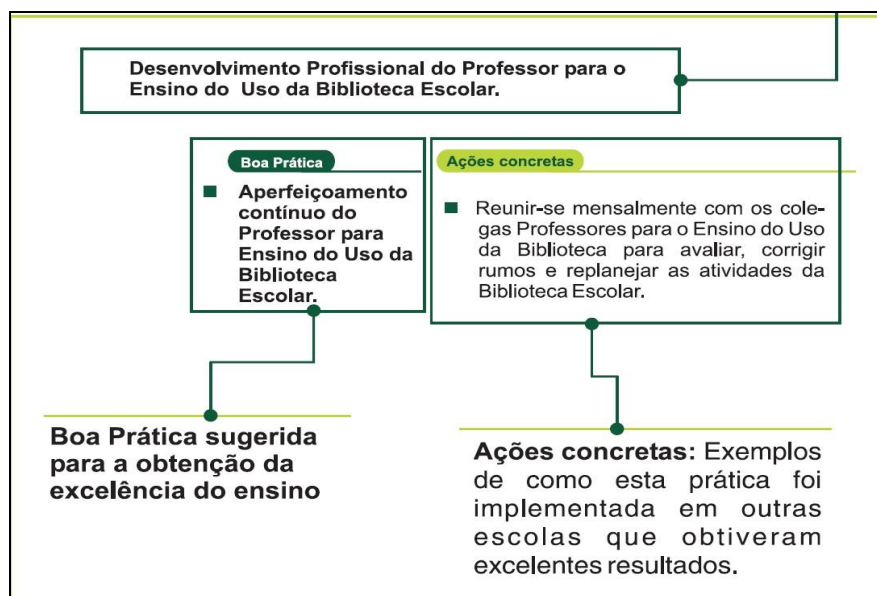 Desenvolvimento Profissional do Professor para o
Ensino do Uso da Biblioteca Escolar.
Boa Prática
Aperfeiçoamento
contínuo do
Professor para
Ensino do Uso da
Biblioteca
Escolar.
Ações concretas
Reunir-se mensalmente com os cole-
gas Professores para o Ensino do Uso
da Biblioteca para avaliar, corrigir
rumos e replanejar as atividades da
Biblioteca Escolar.
Boa Prática sugerida
para a obtenção da
excelência do ensino
Ações concretas: Exemplos
de como esta prática foi
implementada em outras
escolas que obtiveram
excelentes resultados.